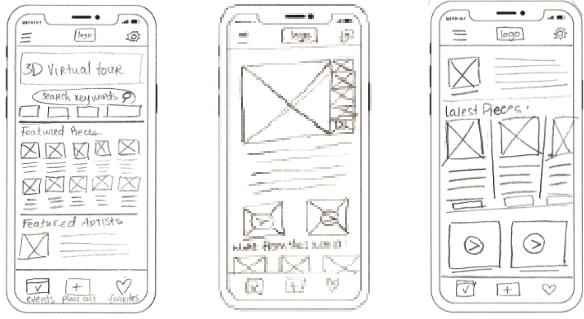 UXPRINT
logo
3D Virtual tour
search keywords
Featured Pieces
Featured Artists
events
place art
favorites
logo
UXPRINT
logo
Latest Pieces: